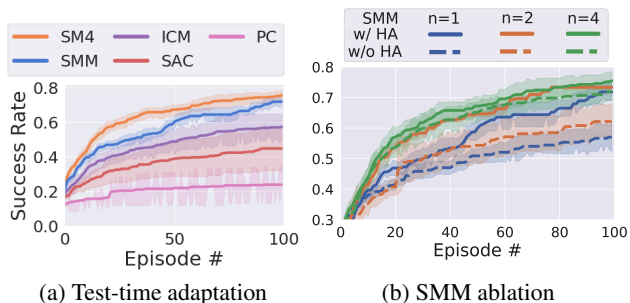 SM4 ICM PC
SMM SAC
Success Rate
0.8
0.6
0.4
0.2
0.0
0 50 100
Episode #
(a) Test-time adaptation
SMM n=1 n=2 n=4
w/ HA
w/o HA
0.8
0.7
0.6
0.5
0.4
0.3
0 20 40 60 80 100
Episode #
(b) SMM ablation